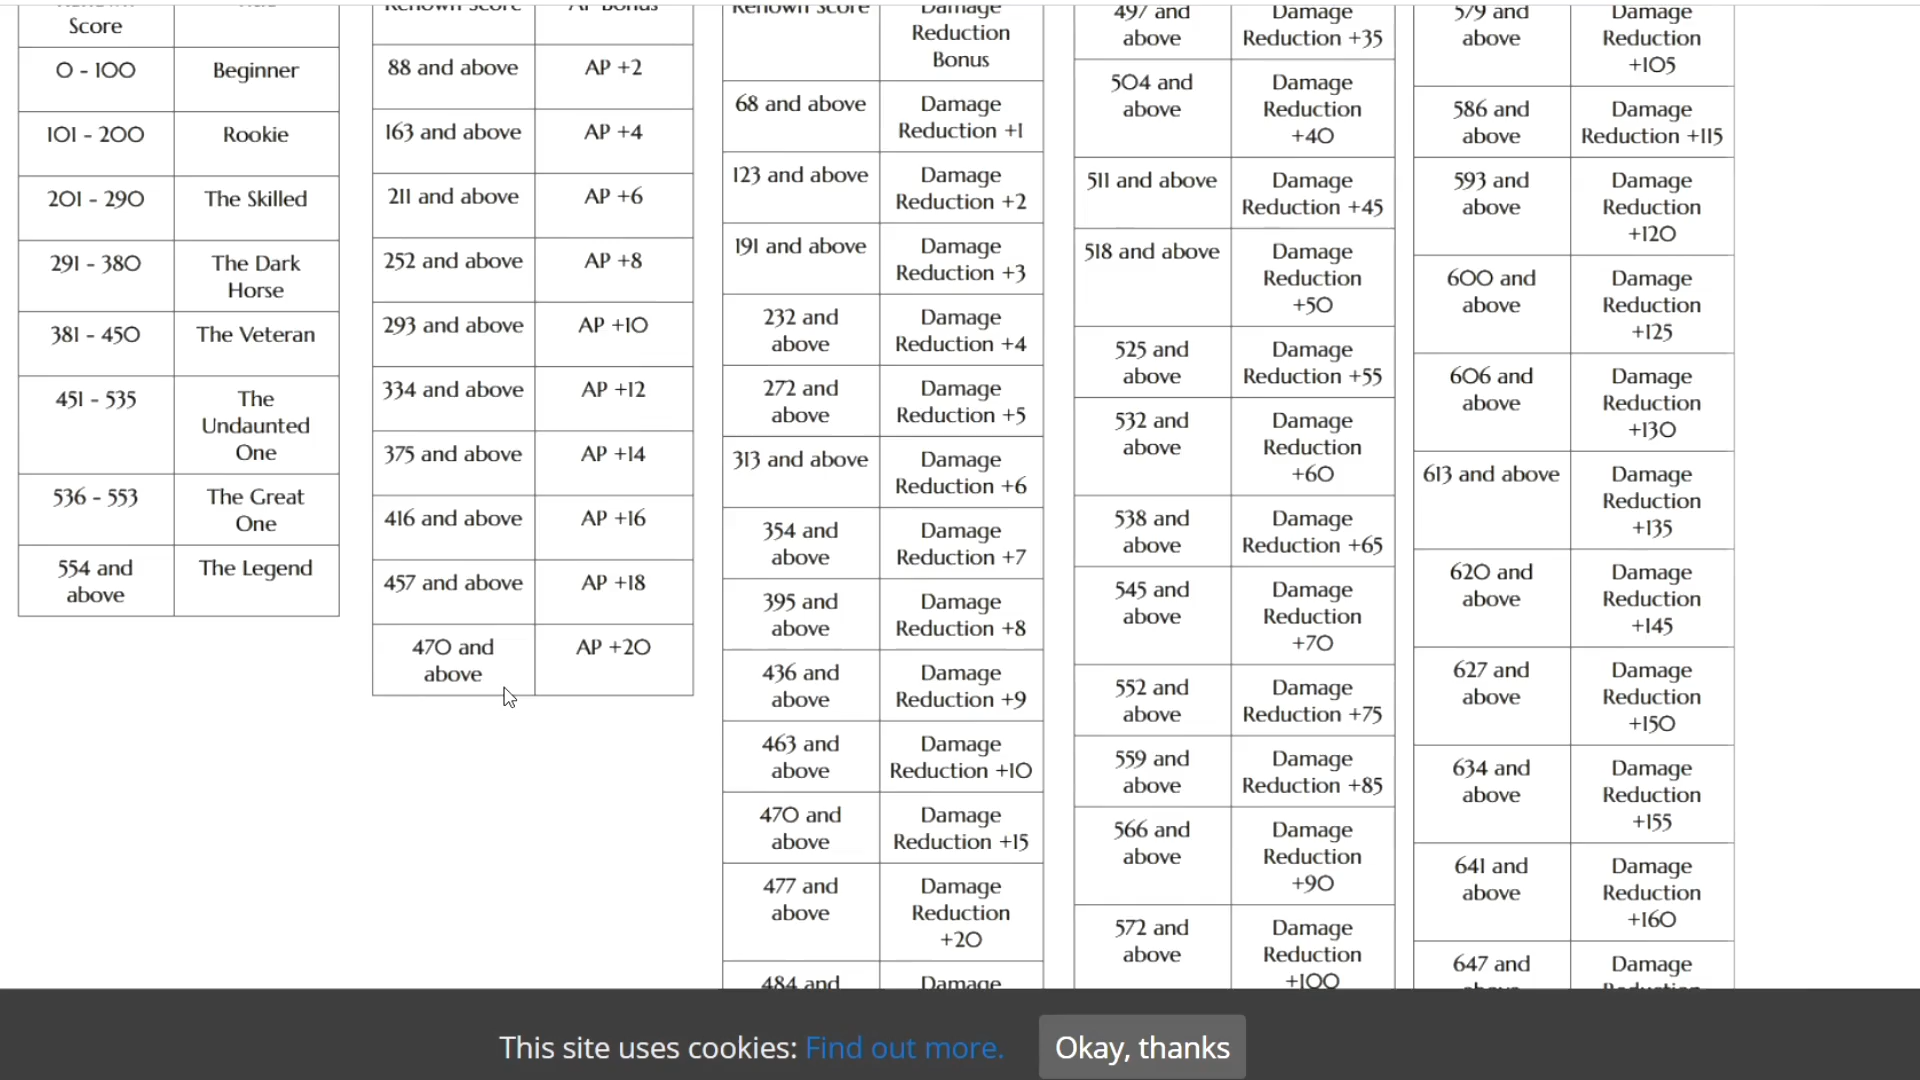 Score
0 - 100
Beginner
101 - 200
Rookie
201 - 290
The Skilled
291 - 380
The Dark
Horse
381 - 450
The Veteran
451 - 535
The
Undaunted
One
536 - 553
The Great
One
554 and
above
The Legend
Renown Score
AP Bonus
88 and above
AP +2
163 and above
AP +4
211 and above
AP +6
252 and above
AP +8
293 and above
AP +10
334 and above
AP +12
375 and above
AP +14
416 and above
AP +16
457 and above
AP +18
470 and
above
AP +20
Renown Score
Damage
Reduction
Bonus
68 and above
Damage
Reduction +1
123 and above
Damage
Reduction +2
191 and above
Damage
Reduction +3
232 and
above
Damage
Reduction +4
272 and
above
Damage
Reduction +5
313 and above
Damage
Reduction +6
354 and
above
Damage
Reduction +7
395 and
above
Damage
Reduction +8
436 and
above
Damage
Reduction +9
463 and
above
Damage
Reduction +10
470 and
above
Damage
Reduction +15
477 and
above
Damage
Reduction
+20
484 and
Damage
497 and
above
Damage
Reduction +35
504 and
above
Damage
Reduction
+40
511 and above
Damage
Reduction +45
518 and above
Damage
Reduction
+50
525 and
above
Damage
Reduction +55
532 and
above
Damage
Reduction
+60
538 and
above
Damage
Reduction +65
545 and
above
Damage
Reduction
+70
552 and
above
Damage
Reduction +75
559 and
above
Damage
Reduction +85
566 and
above
Damage
Reduction
+90
572 and
above
Damage
Reduction
+100
579 and
above
Damage
Reduction
+105
586 and
above
Damage
Reduction +115
593 and
above
Damage
Reduction
+120
600 and
above
Damage
Reduction
+125
606 and
above
Damage
Reduction
+130
613 and above
Damage
Reduction
+135
620 and
above
Damage
Reduction
+145
627 and
above
Damage
Reduction
+150
634 and
above
Damage
Reduction
+155
641 and
above
Damage
Reduction
+160
647 and
Damage
This site uses cookies: Find out more.
Okay, thanks